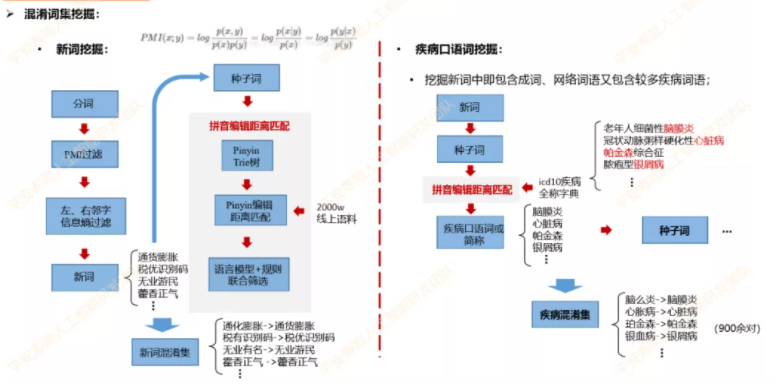 混淆词集挖掘：
PMI(x;y) = log p(x,y)/p(x)p(y) = log p(x|y)/p(x) = log p(y|x)/p(y)
新词挖掘：
分词
PMI过滤
左、右邻字
信息熵过滤
新词
通货膨胀
税优识别码
无业游民
藿香正气
⋮
种子词
拼音编辑距离匹配
Pinyin
Trie树
Pinyin编辑
距离匹配
2000w
线上语料
语言模型+规则
联合筛选
新词混淆集
通化膨胀->通货膨胀
税有识别码->税优识别码
无业有名->无业游民
霍香正气->藿香正气
⋮
疾病口语词挖掘：
挖掘新词中即包含成词、网络词语又包含较多疾病词语；
新词
种子词
拼音编辑距离匹配
icd10疾病
全称字典
老年人细菌性脑膜炎
冠状动脉粥样硬化性心脏病
帕金森综合征
脓疱型银屑病
⋮
疾病口语词或
简称
脑膜炎
心脏病
帕金森
银屑病
⋮
种子词
...
疾病混淆集
脑么炎->脑膜炎
心胀病->心脏病
珀金森->帕金森
银血病->银屑病
⋮
(900余对)